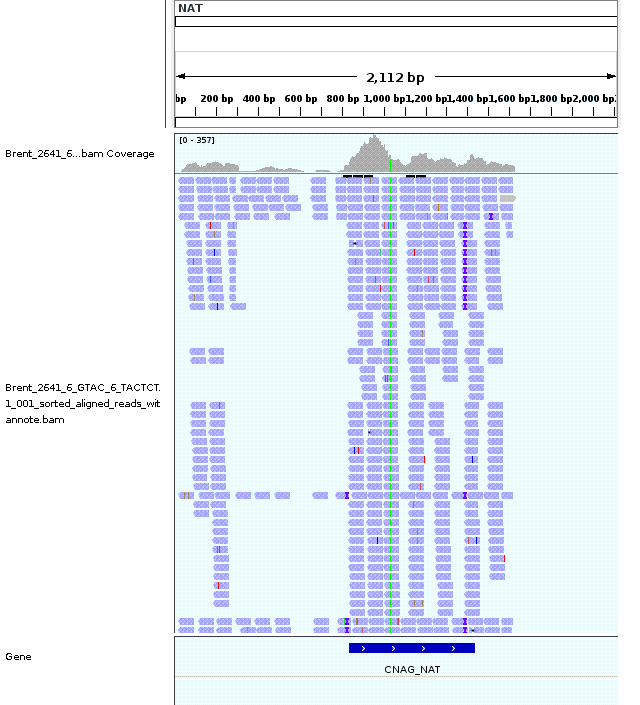 NAT
2,112 bp
bp 200 bp 400 bp 600 bp 800 bp 1,000 bp 1,200 bp 1,400 bp 1,600 bp 1,800 bp 2,000 bp
[0 - 357]
Brent_2641_6...bam Coverage
Brent_2641_6_GTAC_6_TACTCT.
1_001_sorted_aligned_reads_wit
annote.bam
Gene
CNAG_NAT